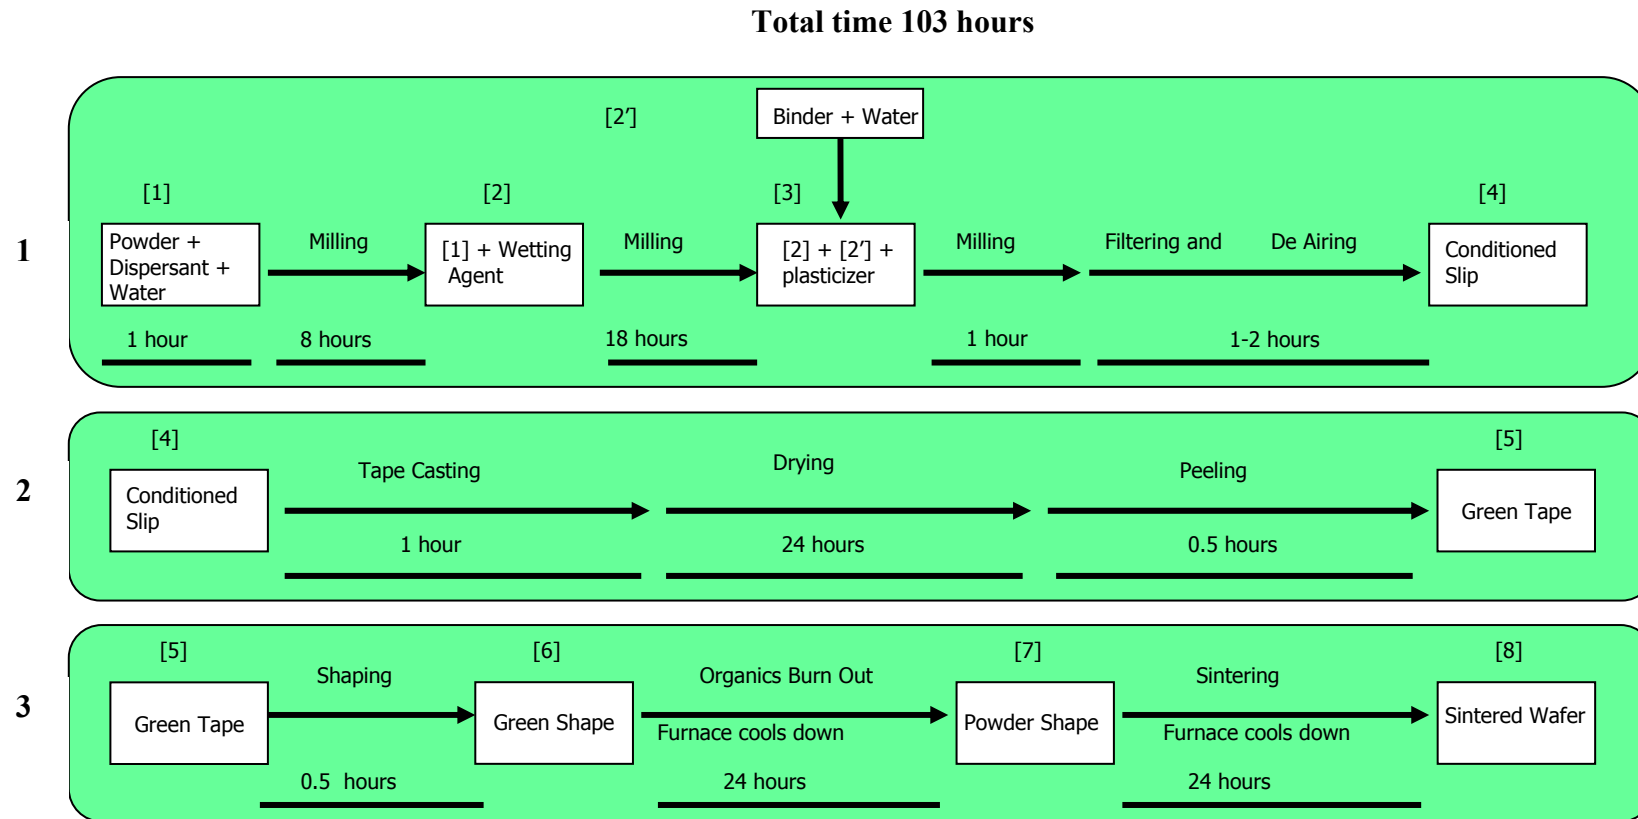 Total time 103 hours
[2′]
Binder + Water
[1]
[2]
[3]
[4]
1
Powder +
Dispersant +
Water
Milling
[1] + Wetting
Agent
Milling
[2] + [2′] +
plasticizer
Milling
Filtering and
De Airing
Conditioned
Slip
1 hour
8 hours
18 hours
1 hour
1-2 hours
[4]
[5]
2
Conditioned
Slip
Tape Casting
Drying
Peeling
Green Tape
1 hour
24 hours
0.5 hours
[5]
[6]
[7]
[8]
3
Green Tape
Shaping
Green Shape
Organics Burn Out
Furnace cools down
Powder Shape
Sintering
Furnace cools down
Sintered Wafer
0.5 hours
24 hours
24 hours